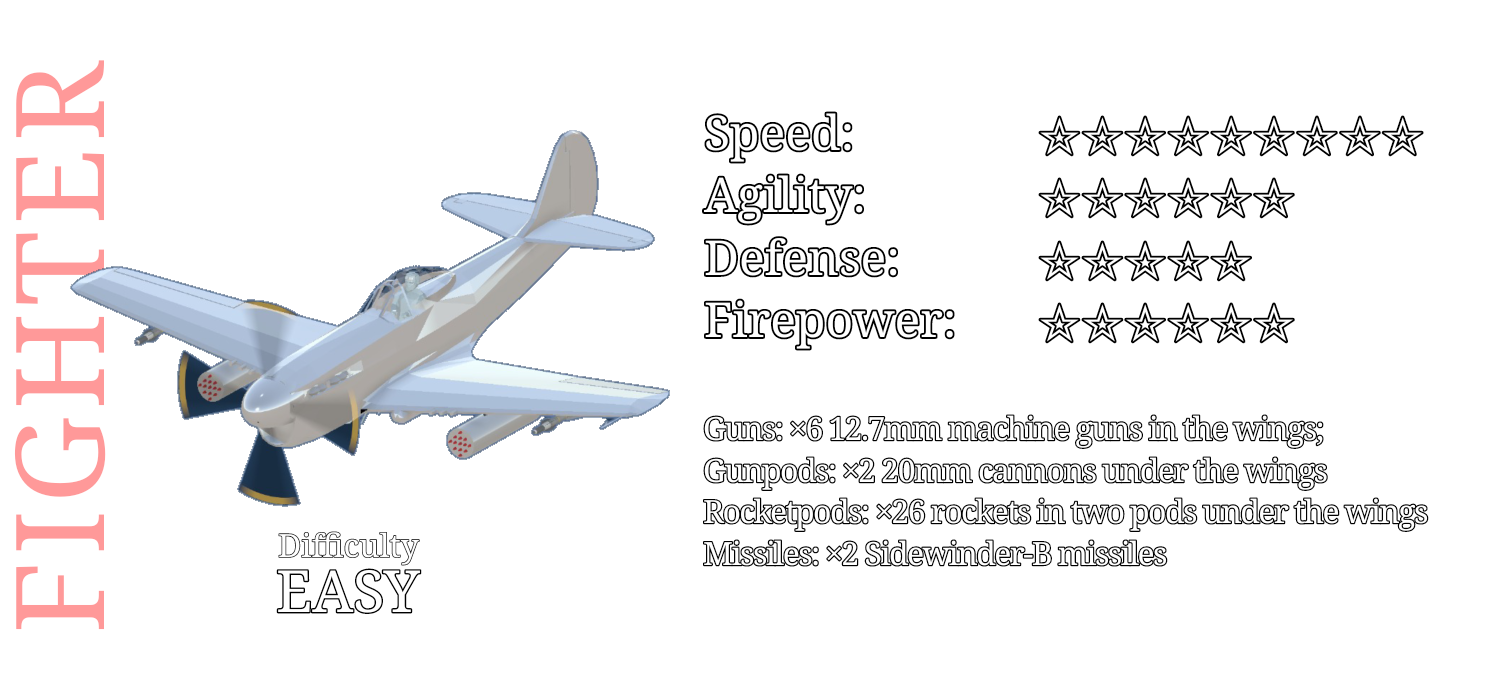 FIGHTER
Speed: ☆☆☆☆☆☆☆☆☆
Agility: ☆☆☆☆☆☆
Defense: ☆☆☆☆☆
Firepower: ☆☆☆☆☆☆
Guns: ×6 12.7mm machine guns in the wings;
Gunpods: ×2 20mm cannons under the wings
Rocketpods: ×26 rockets in two pods under the wings
Missiles: ×2 Sidewinder-B missiles
Difficulty
EASY